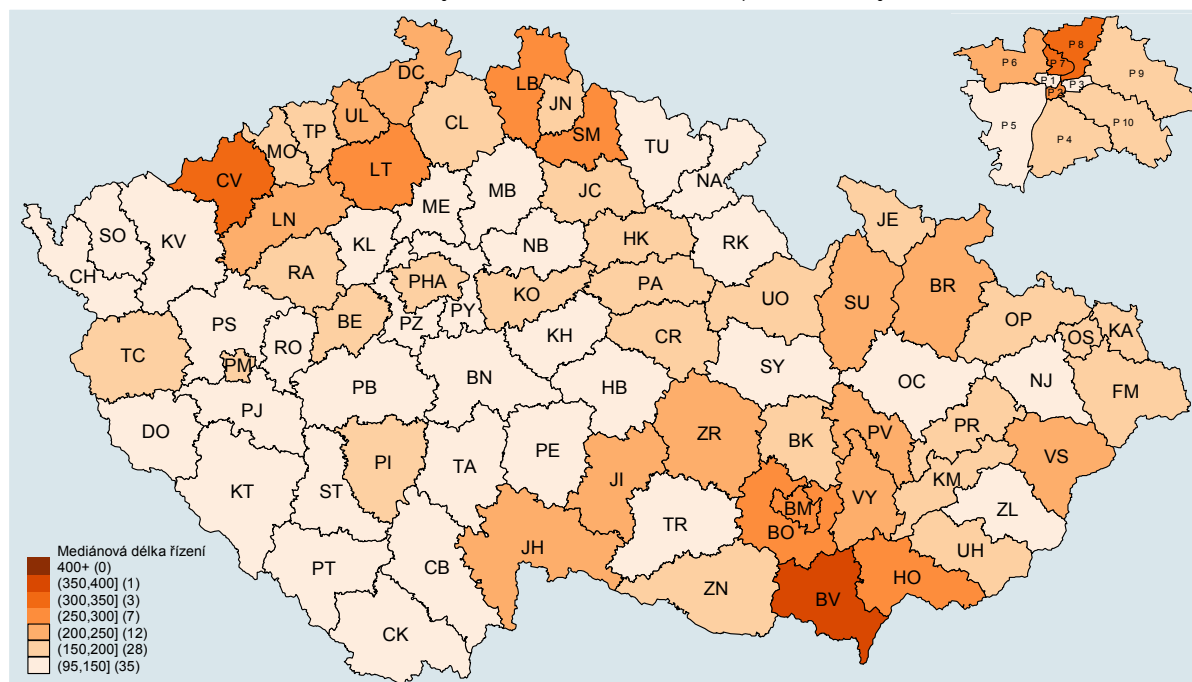 DC
LB
JN
SM
TU
UL
TP
CL
MO
LT
CV
NA
MB
JC
ME
LN
SO
KV
KL
NB
HK
RK
JE
CH
RA
PHA
KO
PA
UO
SU
BR
PS
BE
PZ
PY
OP
KA
OS
RO
KH
CR
TC
PM
SY
OC
NJ
FM
PB
BN
HB
PJ
DO
ZR
BK
PV
PR
VS
PI
TA
PE
KT
ST
JI
KM
VY
BM
ZL
TR
BO
JH
UH
PT
CB
ZN
HO
BV
CK
P 8
P 6
P 7
P 9
P 1
P 3
P 2
P 5
P 10
P 4
Mediánová délka řízení
400+ (0)
(350,400] (1)
(300,350] (3)
(250,300] (7)
(200,250] (12)
(150,200] (28)
(95,150] (35)